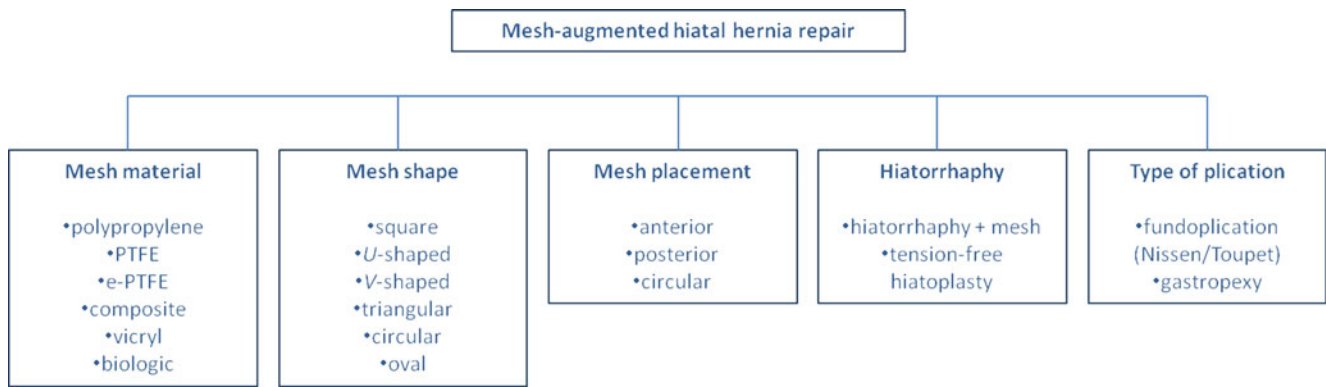 Mesh-augmented hiatal hernia repair
Mesh material
•polypropylene
•PTFE
•e-PTFE
•composite
•vicryl
•biologic
Mesh shape
•square
•U-shaped
•V-shaped
•triangular
•circular
•oval
Mesh placement
•anterior
•posterior
•circular
Hiatorrhaphy
•hiatorrhaphy + mesh
•tension-free
hiatoplasty
Type of plication
•fundoplication
(Nissen/Toupet)
•gastropexy